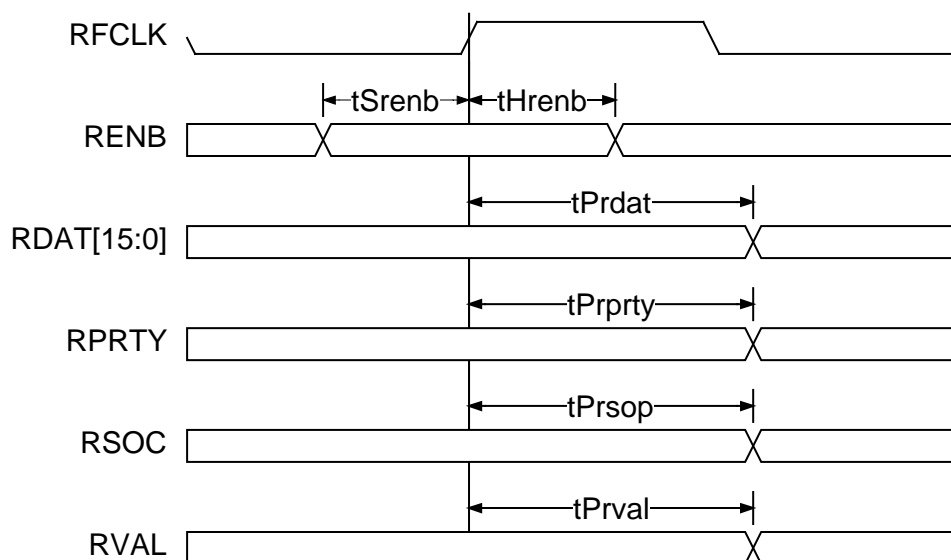 RFCLK
tSrenb
tHrenb
RENB
tPrdat
RDAT[15:0]
tPrprty
RPRTY
tPrsop
RSOC
tPrval
RVAL